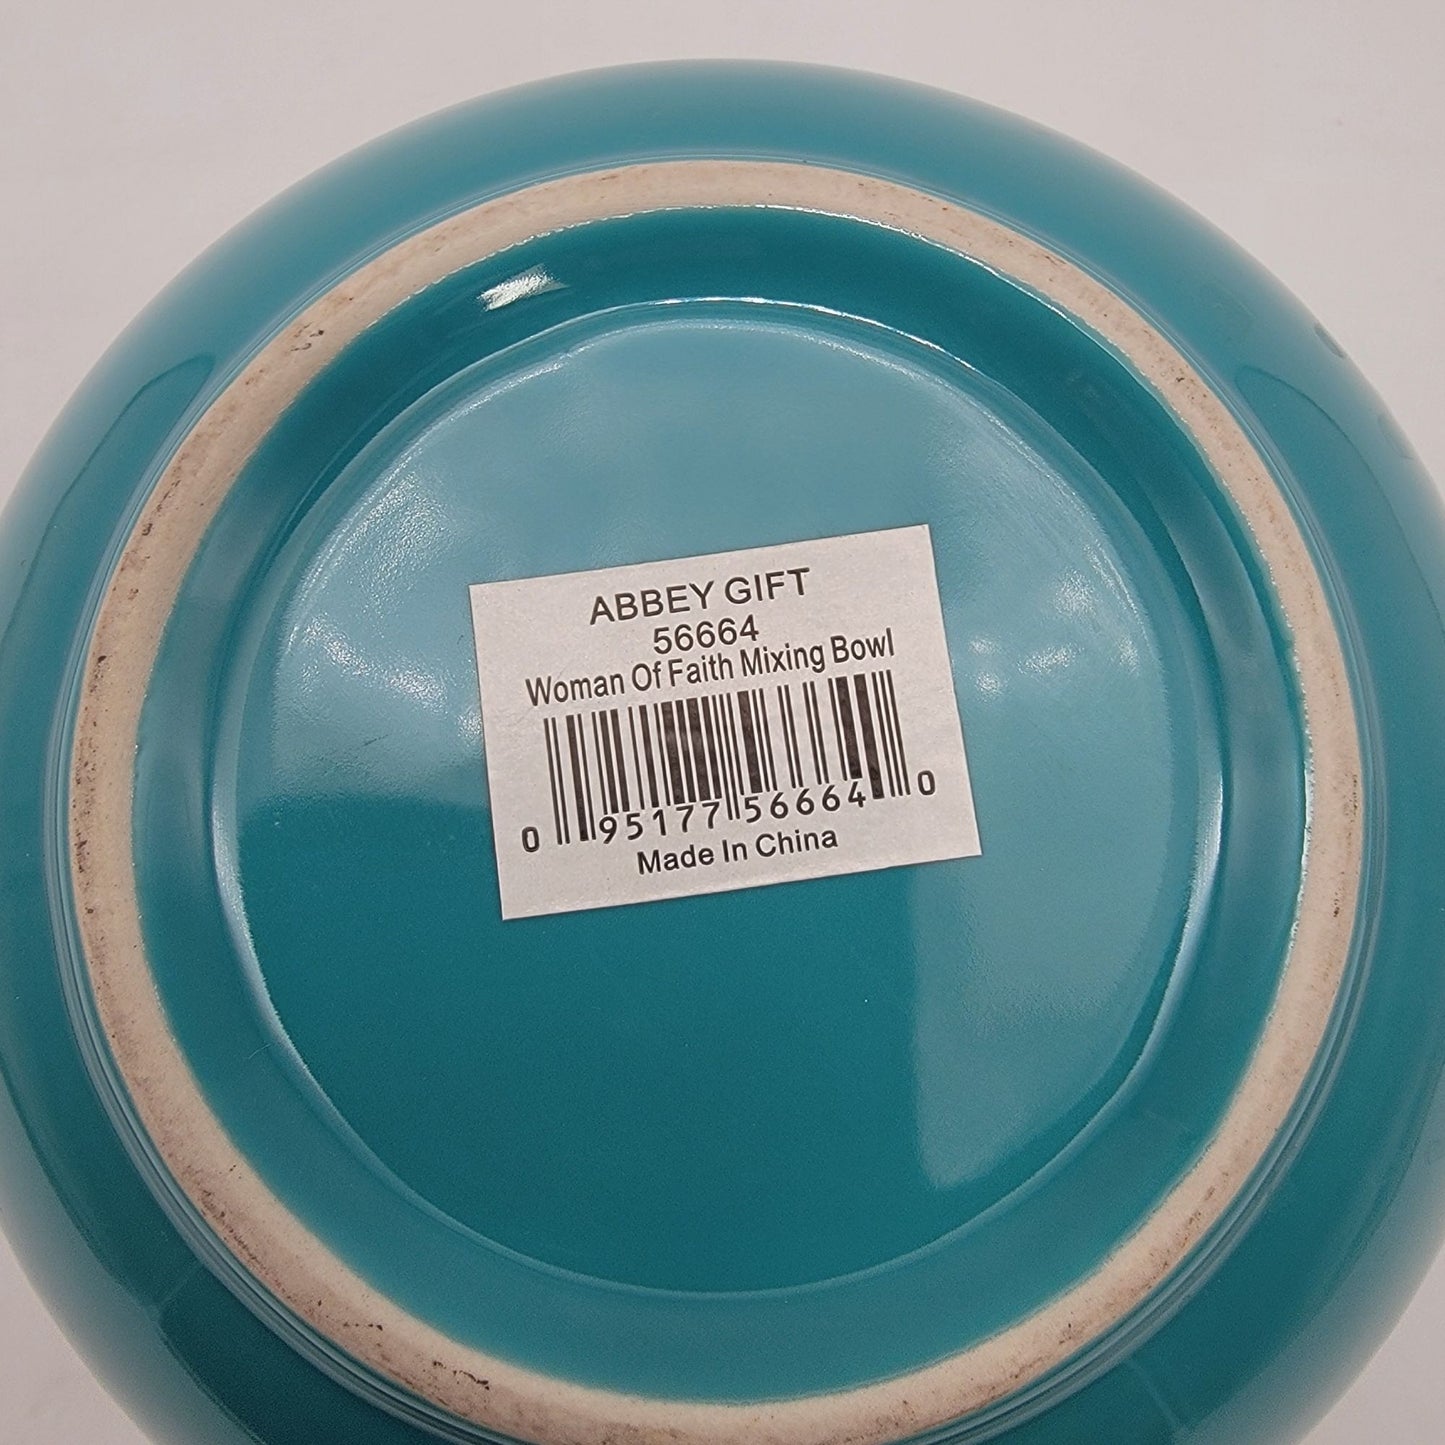 ABBEY GIFT
56664
Woman Of Faith Mixing Bowl
0 95177 56664 0
Made In China